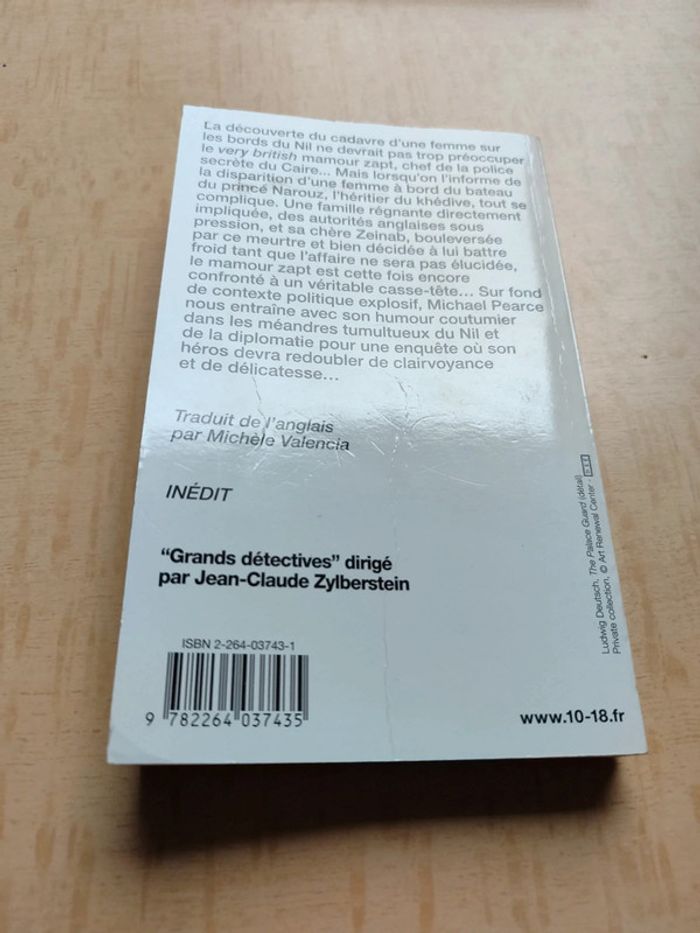 La découverte du cadavre d'une femme sur
les bords du Nil ne devrait pas trop préoccuper
le very british mamour zapt, chef de la police
secrète du Caire... Mais lorsqu'on l'informe de
la disparition d'une femme à bord du bateau
du prince Narouz, l'héritier du khédive, tout se
complique. Une famille régnante directement
impliquée, des autorités anglaises sous
pression, et sa chère Zeinab, bouleversée
par ce meurtre et bien décidée à lui battre
froid tant que l'affaire ne sera pas élucidée,
le mamour zapt est cette fois encore
confronté à un véritable casse-tête... Sur fond
de contexte politique explosif, Michael Pearce
nous entraîne avec son humour coutumier
dans les méandres tumultueux du Nil et
de la diplomatie pour une enquête où son
héros devra redoubler de clairvoyance
et de délicatesse...
Traduit de l'anglais
par Michèle Valencia
INÉDIT
"Grands détectives" dirigé
par Jean-Claude Zylberstein
ISBN 2-264-03743-1
9 782264 037435
www.10-18.fr
Ludwig Deutsch, The Palace Guard (détail)
Private collection, © Art Renewal Center -